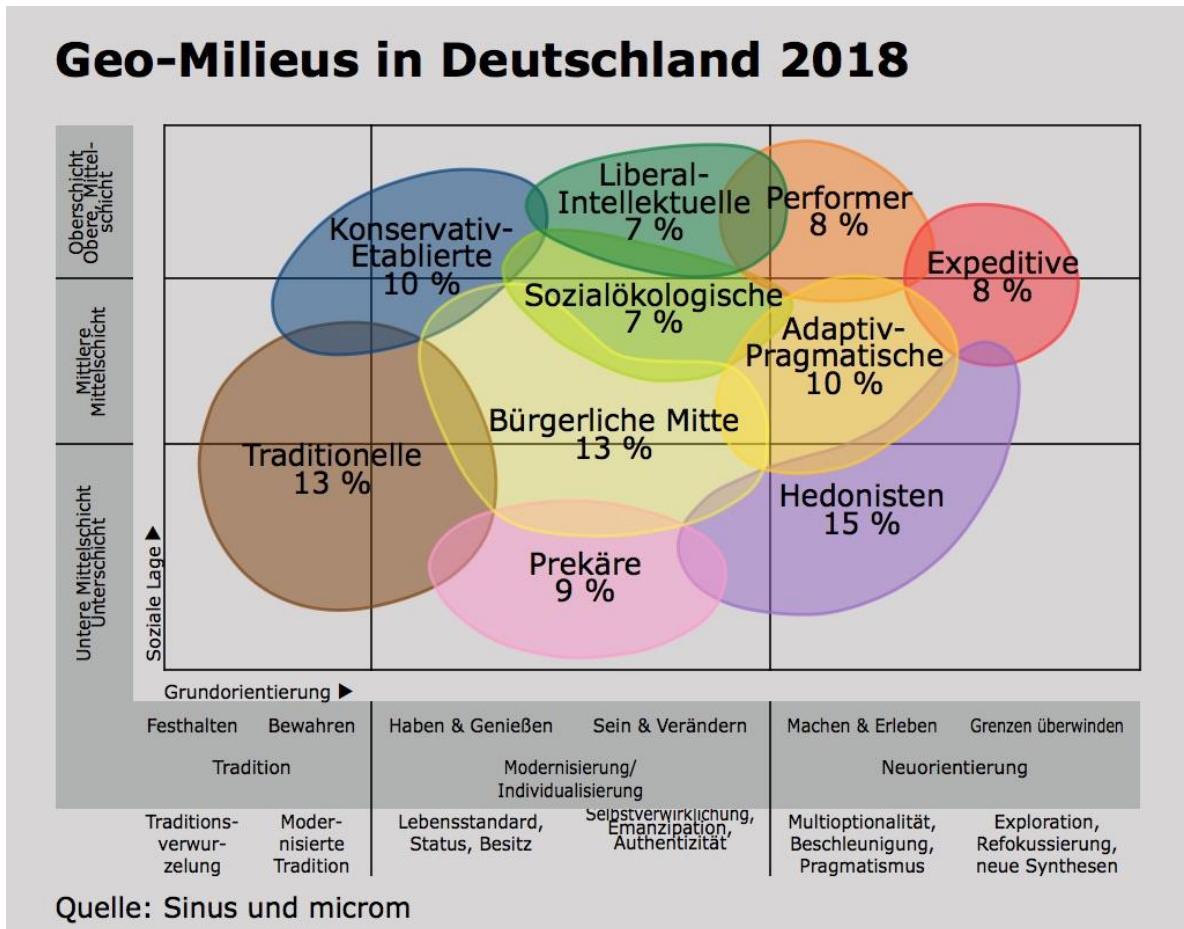 Geo-Milieus in Deutschland 2018
Oberschicht
Obere, Mittel-
schicht
Mittlere
Mittelschicht
Untere Mittelschicht
Unterschicht
Soziale Lage ▶
Konservativ-
Etablierte
10 %
Liberal-
Intellektuelle
7 %
Performer
8 %
Expeditive
8 %
Sozialökologische
7 %
Adaptiv-
Pragmatische
10 %
Traditionelle
13 %
Bürgerliche Mitte
13 %
Hedonisten
15 %
Prekäre
9 %
Grundorientierung ▶
Festhalten
Bewahren
Haben & Genießen
Sein & Verändern
Machen & Erleben
Grenzen überwinden
Tradition
Modernisierung/
Individualisierung
Neuorientierung
Traditions-
verwur-
zelung
Moder-
nisierte
Tradition
Lebensstandard,
Status, Besitz
Selbstverwirklichung,
Emanzipation,
Authentizität
Multioptionalität,
Beschleunigung,
Pragmatismus
Exploration,
Refokussierung,
neue Synthesen
Quelle: Sinus und microm